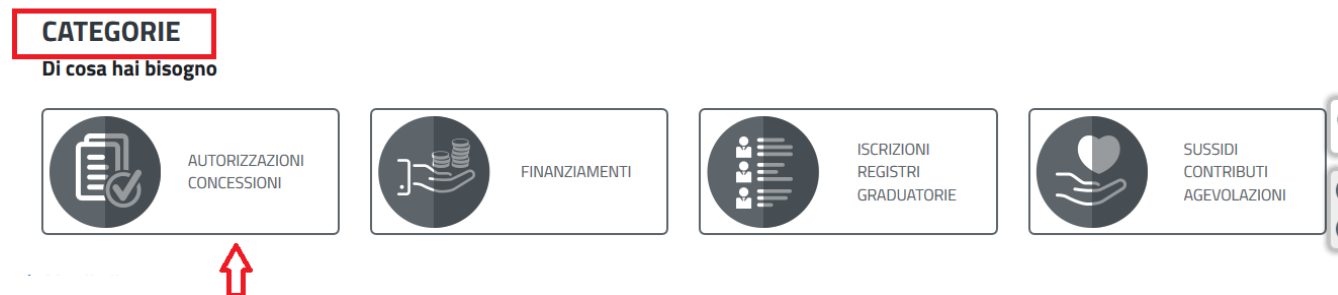 CATEGORIE
Di cosa hai bisogno
AUTORIZZAZIONI
CONCESSIONI
FINANZIAMENTI
ISCRIZIONI
REGISTRI
GRADUATORIE
SUSSIDI
CONTRIBUTI
AGEVOLAZIONI